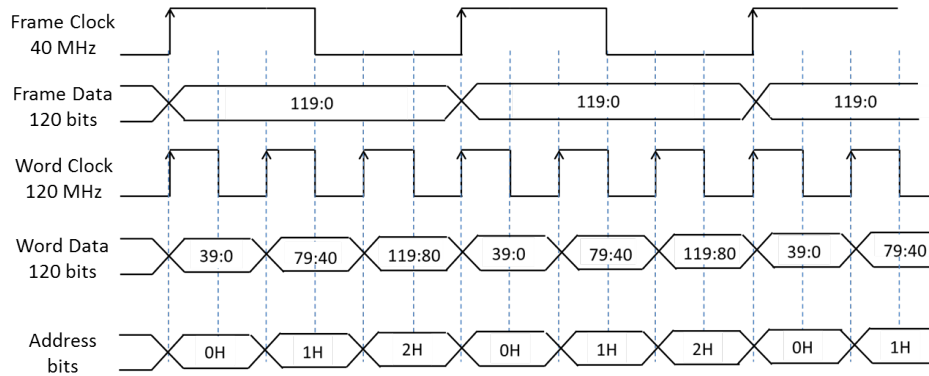 Frame Clock
40 MHz
Frame Data
120 bits
119:0
119:0
119:0
Word Clock
120 MHz
Word Data
120 bits
39:0
79:40
119:80
39:0
79:40
119:80
39:0
79:40
Address
bits
0H
1H
2H
0H
1H
2H
0H
1H